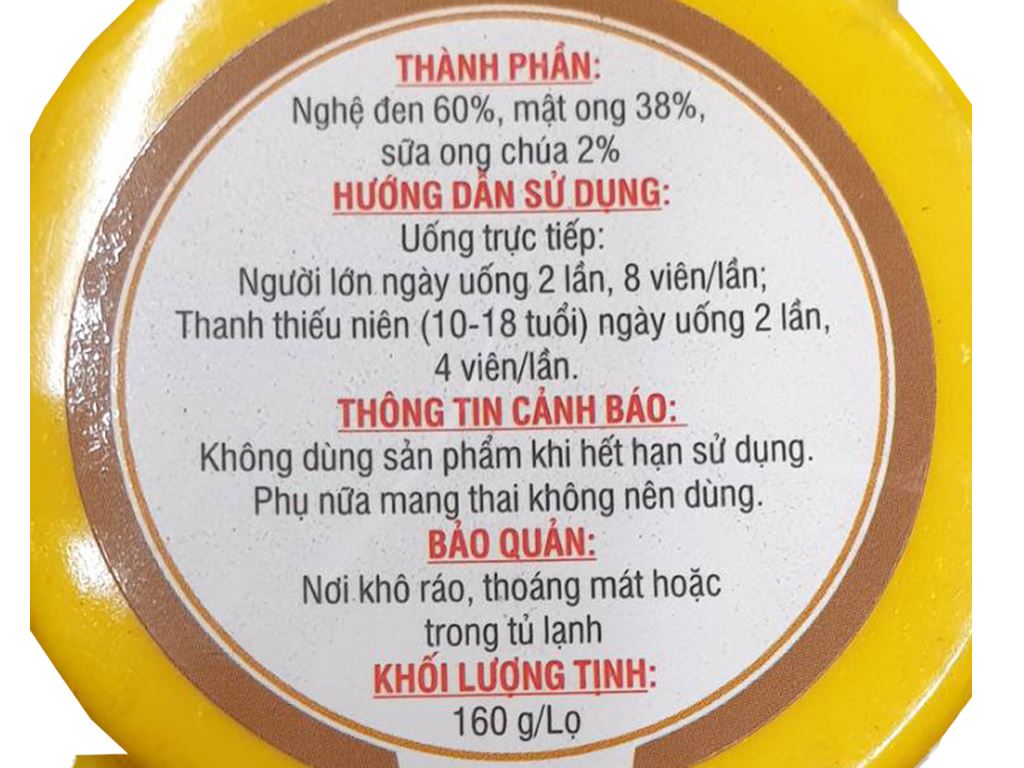 THÀNH PHẦN:
Nghệ đen 60%, mật ong 38%,
sữa ong chúa 2%
HƯỚNG DẪN SỬ DỤNG:
Uống trực tiếp:
Người lớn ngày uống 2 lần, 8 viên/lần;
Thanh thiếu niên (10-18 tuổi) ngày uống 2 lần,
4 viên/lần.
THÔNG TIN CẢNH BÁO:
Không dùng sản phẩm khi hết hạn sử dụng.
Phụ nữa mang thai không nên dùng.
BẢO QUẢN:
Nơi khô ráo, thoáng mát hoặc
trong tủ lạnh
KHỐI LƯỢNG TỊNH:
160 g/Lọ